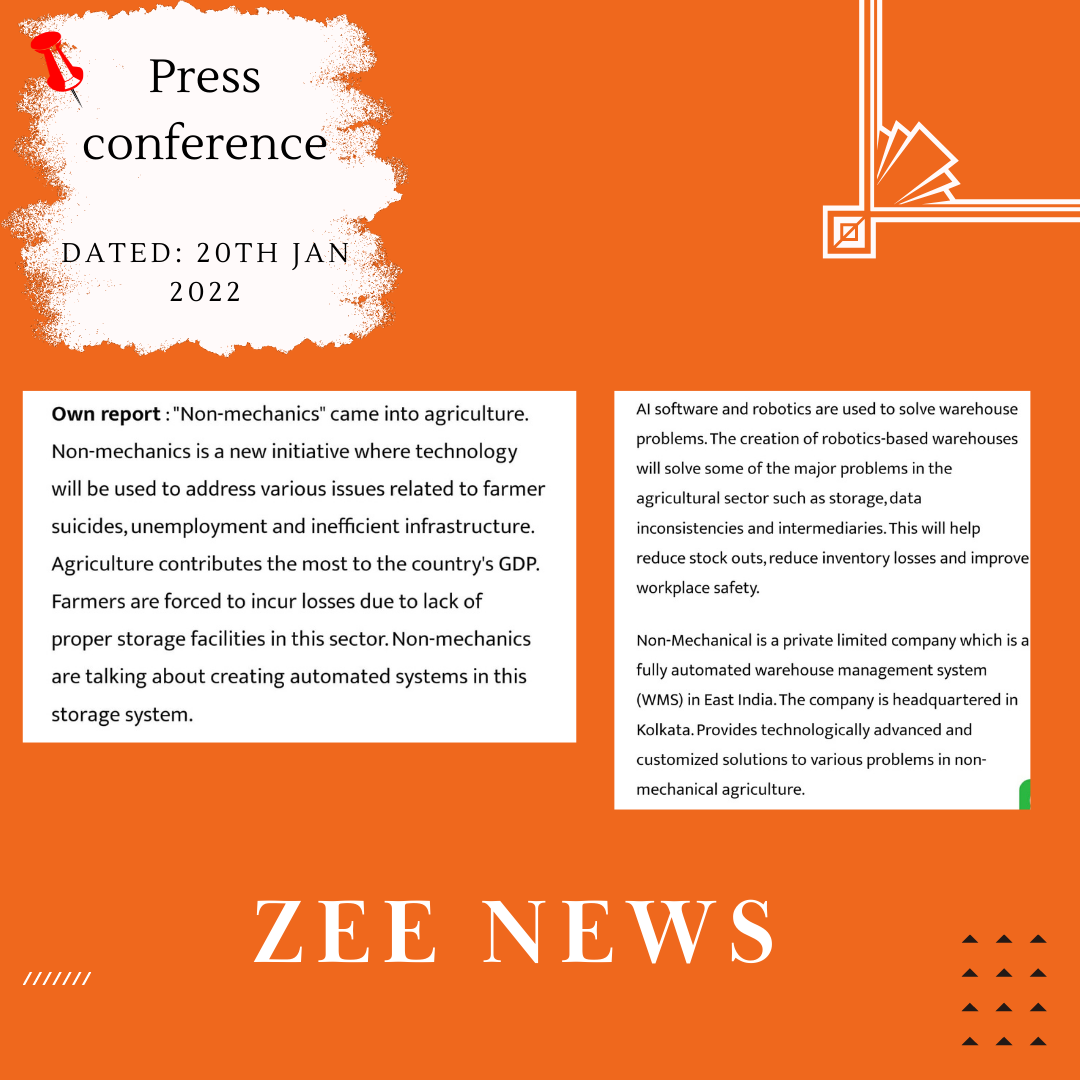 Press
conference
DATED: 20TH JAN
2022
Own report : "Non-mechanics" came into agriculture.
Non-mechanics is a new initiative where technology
will be used to address various issues related to farmer
suicides, unemployment and inefficient infrastructure.
Agriculture contributes the most to the country's GDP.
Farmers are forced to incur losses due to lack of
proper storage facilities in this sector. Non-mechanics
are talking about creating automated systems in this
storage system.
AI software and robotics are used to solve warehouse
problems. The creation of robotics-based warehouses
will solve some of the major problems in the
agricultural sector such as storage, data
inconsistencies and intermediaries. This will help
reduce stock outs, reduce inventory losses and improve
workplace safety.
Non-Mechanical is a private limited company which is a
fully automated warehouse management system
(WMS) in East India. The company is headquartered in
Kolkata. Provides technologically advanced and
customized solutions to various problems in non-
mechanical agriculture.
ZEE NEWS